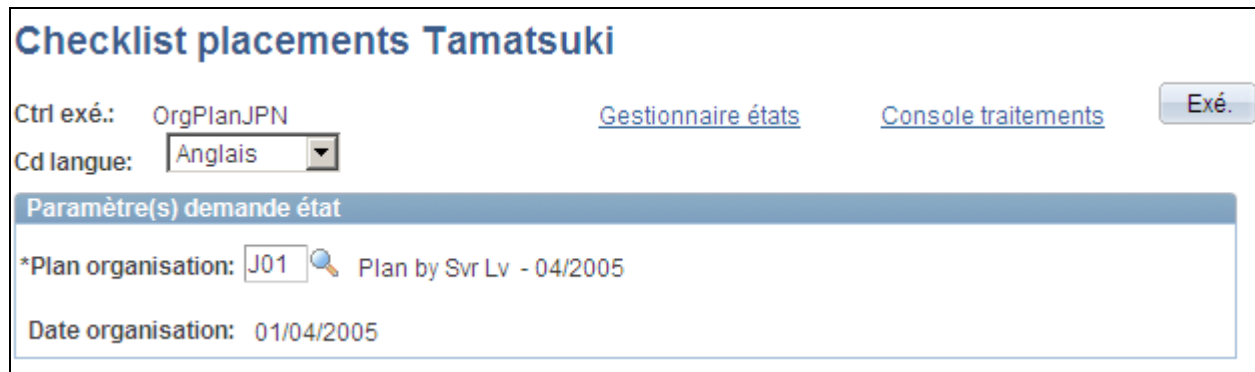 Checklist placements Tamatsuki
Ctrl exé.: OrgPlanJPN Gestionnaire états Console traitements Exé.
Cd langue: Anglais
Paramètre(s) demande état
*Plan organisation: J01 Plan by Svr Lv - 04/2005
Date organisation: 01/04/2005